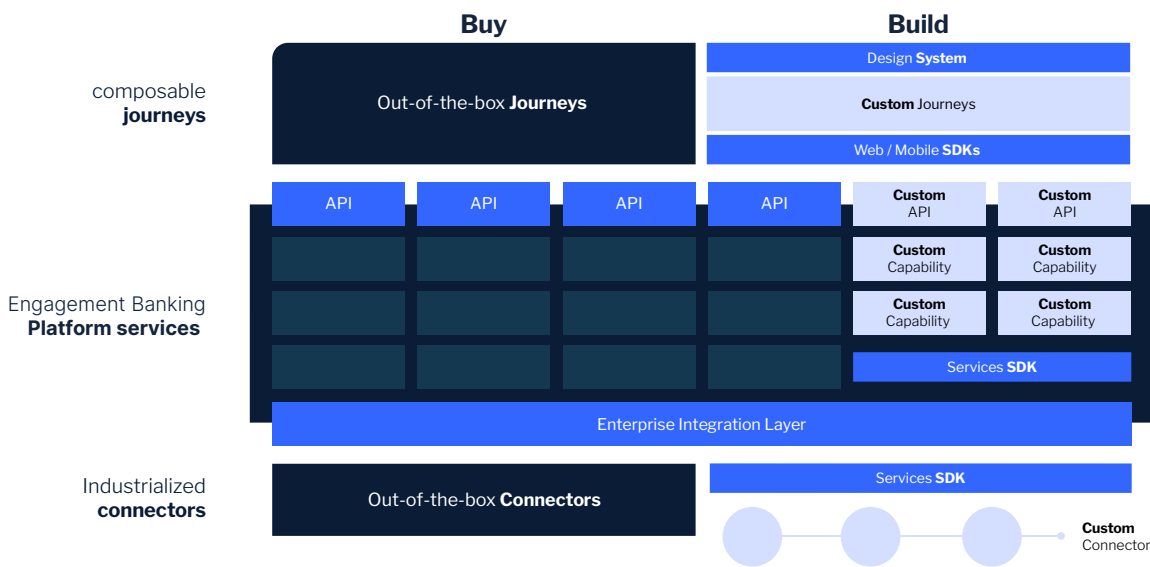 Buy
Build
composable
journeys
Out-of-the-box Journeys
Design System
Custom Journeys
Web / Mobile SDKs
API
API
API
API
Custom
API
Custom
API
Engagement Banking
Platform services
Custom
Capability
Custom
Capability
Custom
Capability
Custom
Capability
Services SDK
Enterprise Integration Layer
Industrialized
connectors
Out-of-the-box Connectors
Services SDK
Custom
Connector